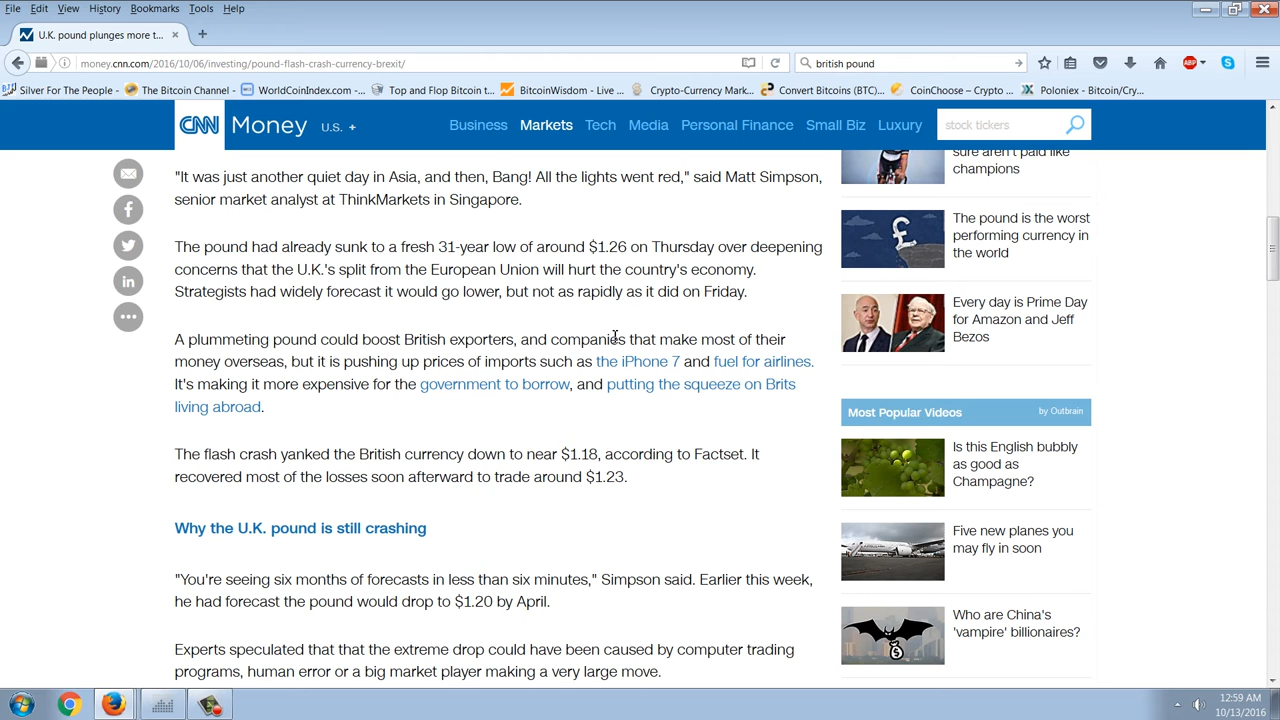 File Edit View History Bookmarks Tools Help
U.K. pound plunges more t... × +
money.cnn.com/2016/10/06/investing/pound-flash-crash-currency-brexit/
british pound
ABP
Silver For The People - The Bitcoin Channel - WorldCoinIndex.com -... Top and Flop Bitcoin t... BitcoinWisdom - Live ... Crypto-Currency Mark... Convert Bitcoins (BTC)... CoinChoose – Crypto ... Poloniex - Bitcoin/Cry...
CNN Money U.S. +
Business Markets Tech Media Personal Finance Small Biz Luxury
stock tickers
"It was just another quiet day in Asia, and then, Bang! All the lights went red," said Matt Simpson,
senior market analyst at ThinkMarkets in Singapore.
The pound had already sunk to a fresh 31-year low of around $1.26 on Thursday over deepening
concerns that the U.K.'s split from the European Union will hurt the country's economy.
Strategists had widely forecast it would go lower, but not as rapidly as it did on Friday.
A plummeting pound could boost British exporters, and companies that make most of their
money overseas, but it is pushing up prices of imports such as the iPhone 7 and fuel for airlines.
It's making it more expensive for the government to borrow, and putting the squeeze on Brits
living abroad.
The flash crash yanked the British currency down to near $1.18, according to Factset. It
recovered most of the losses soon afterward to trade around $1.23.
Why the U.K. pound is still crashing
"You're seeing six months of forecasts in less than six minutes," Simpson said. Earlier this week,
he had forecast the pound would drop to $1.20 by April.
Experts speculated that that the extreme drop could have been caused by computer trading
programs, human error or a big market player making a very large move.
sure aren't paid like
champions
The pound is the worst
performing currency in
the world
Every day is Prime Day
for Amazon and Jeff
Bezos
Most Popular Videos by Outbrain
Is this English bubbly
as good as
Champagne?
Five new planes you
may fly in soon
Who are China's
'vampire' billionaires?
12:59 AM
10/13/2016